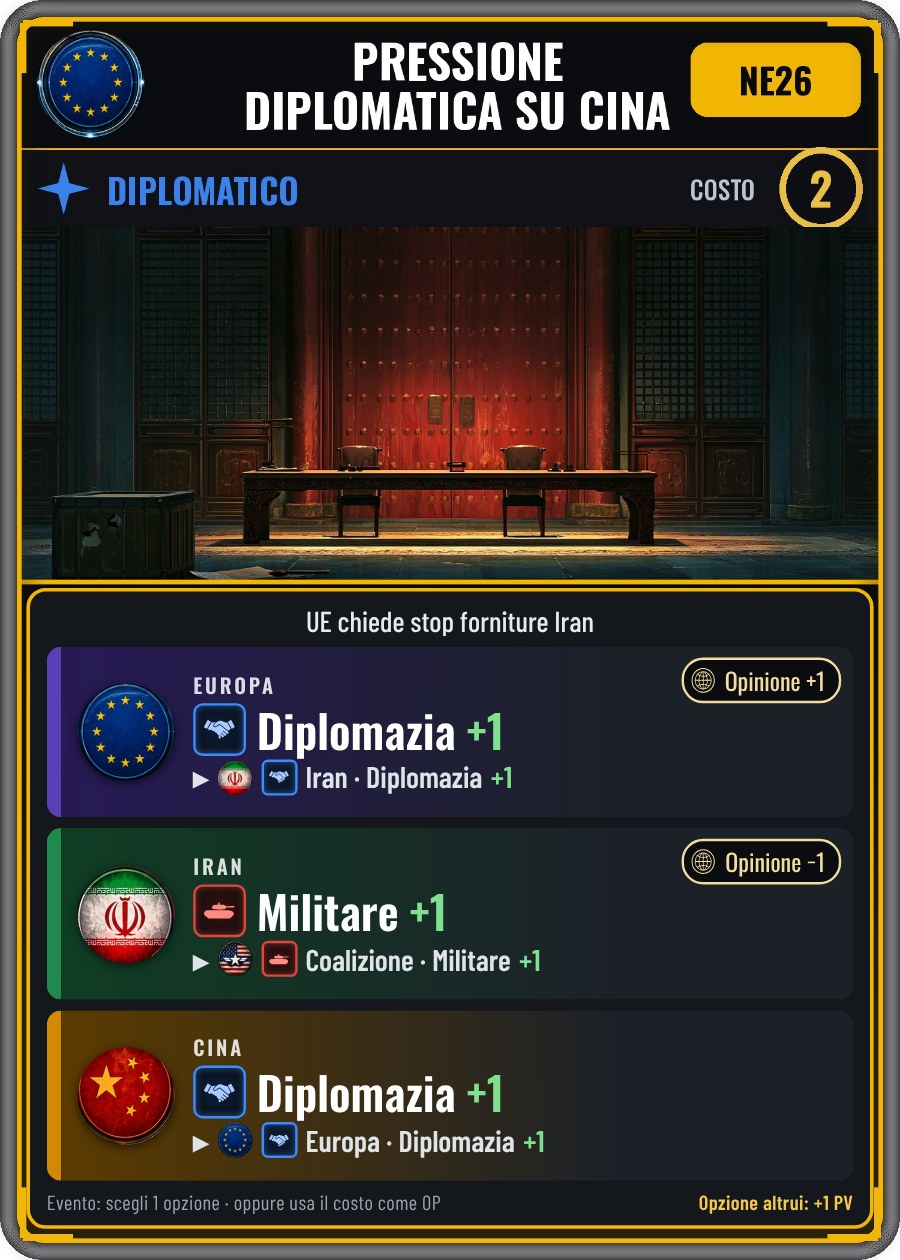 PRESSIONE
DIPLOMATICA SU CINA
NE26
DIPLOMATICO
COSTO
2
UE chiede stop forniture Iran
EUROPA
Opinione +1
Diplomazia +1
▶ Iran · Diplomazia +1
IRAN
Opinione −1
Militare +1
▶ Coalizione · Militare +1
CINA
Diplomazia +1
▶ Europa · Diplomazia +1
Evento: scegli 1 opzione · oppure usa il costo come OP
Opzione altrui: +1 PV